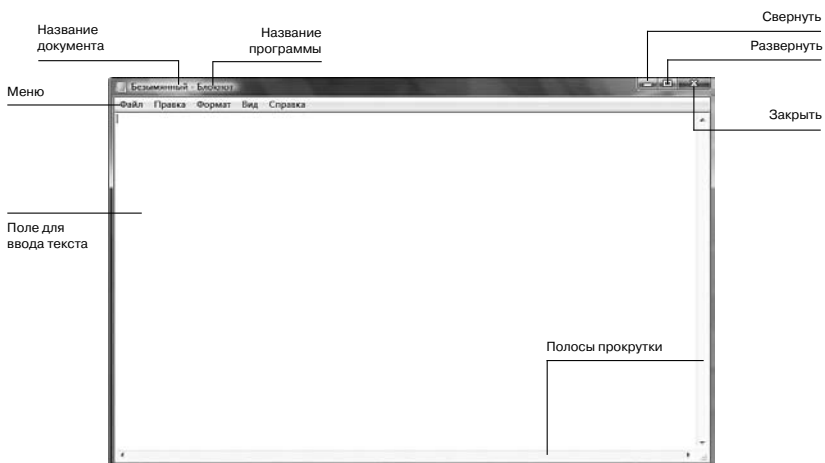 Свернуть
Название
документа
Название
программы
Развернуть
Безымянный - Блокнот
Меню
Файл Правка Формат Вид Справка
Закрыть
Поле для
ввода текста
Полосы прокрутки